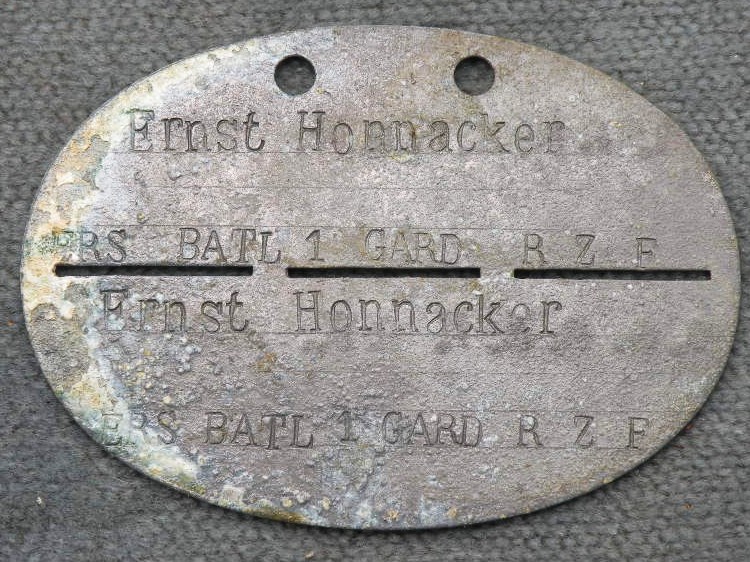 Ernst Honnacker
ERS BATL 1 GARD R Z F
Ernst Honnacker
ERS BATL 1 GARD R Z F